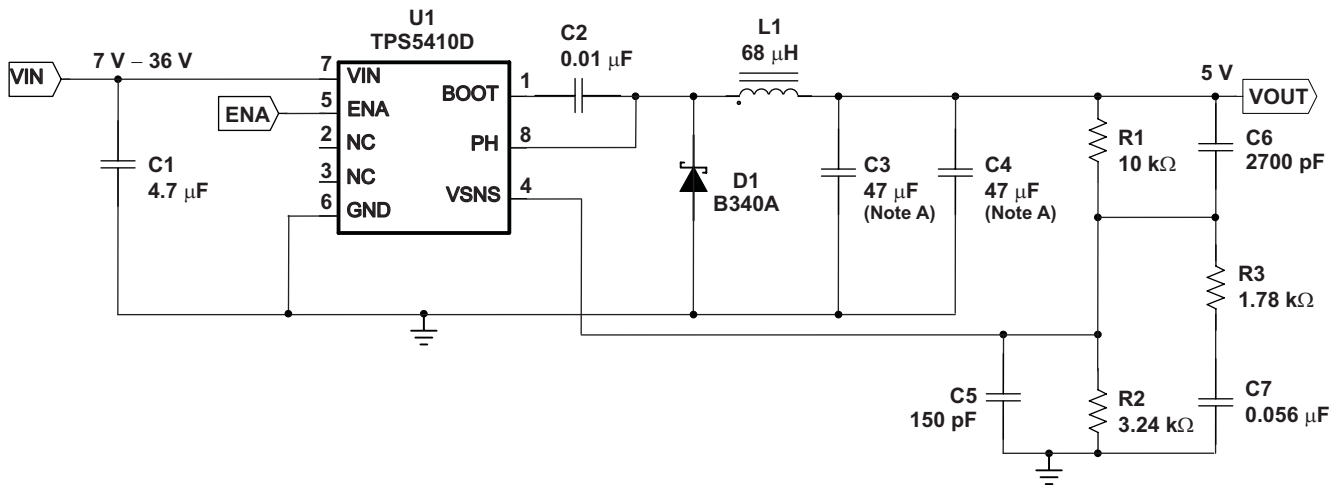 U1
TPS5410D
VIN
7 V – 36 V
7
VIN
5
ENA
ENA
2
NC
3
NC
6
GND
BOOT
1
PH
8
VSNS
4
C1
4.7 μF
C2
0.01 μF
L1
68 μH
D1
B340A
C3
47 μF
(Note A)
C4
47 μF
(Note A)
5 V
VOUT
R1
10 kΩ
C6
2700 pF
R3
1.78 kΩ
C5
150 pF
R2
3.24 kΩ
C7
0.056 μF